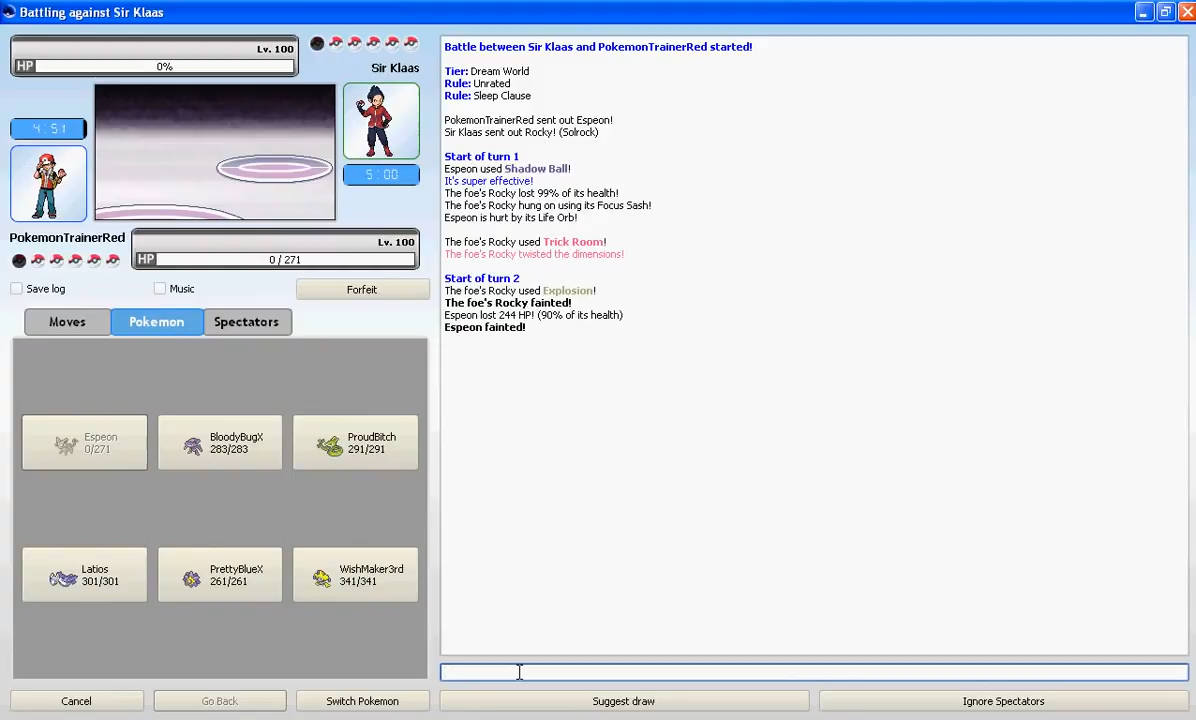 Battling against Sir Klaas
Lv. 100
HP 0%
Sir Klaas
4:51
5:00
PokemonTrainerRed
Lv. 100
HP 0 / 271
Save log
Music
Forfeit
Moves
Pokemon
Spectators
Espeon
0/271
BloodyBugX
283/283
ProudBitch
291/291
Latios
301/301
PrettyBlueX
261/261
WishMaker3rd
341/341
Cancel
Go Back
Switch Pokemon
Battle between Sir Klaas and PokemonTrainerRed started!
Tier: Dream World
Rule: Unrated
Rule: Sleep Clause
PokemonTrainerRed sent out Espeon!
Sir Klaas sent out Rocky! (Solrock)
Start of turn 1
Espeon used Shadow Ball!
It's super effective!
The foe's Rocky lost 99% of its health!
The foe's Rocky hung on using its Focus Sash!
Espeon is hurt by its Life Orb!
The foe's Rocky used Trick Room!
The foe's Rocky twisted the dimensions!
Start of turn 2
The foe's Rocky used Explosion!
The foe's Rocky fainted!
Espeon lost 244 HP! (90% of its health)
Espeon fainted!
Suggest draw
Ignore Spectators